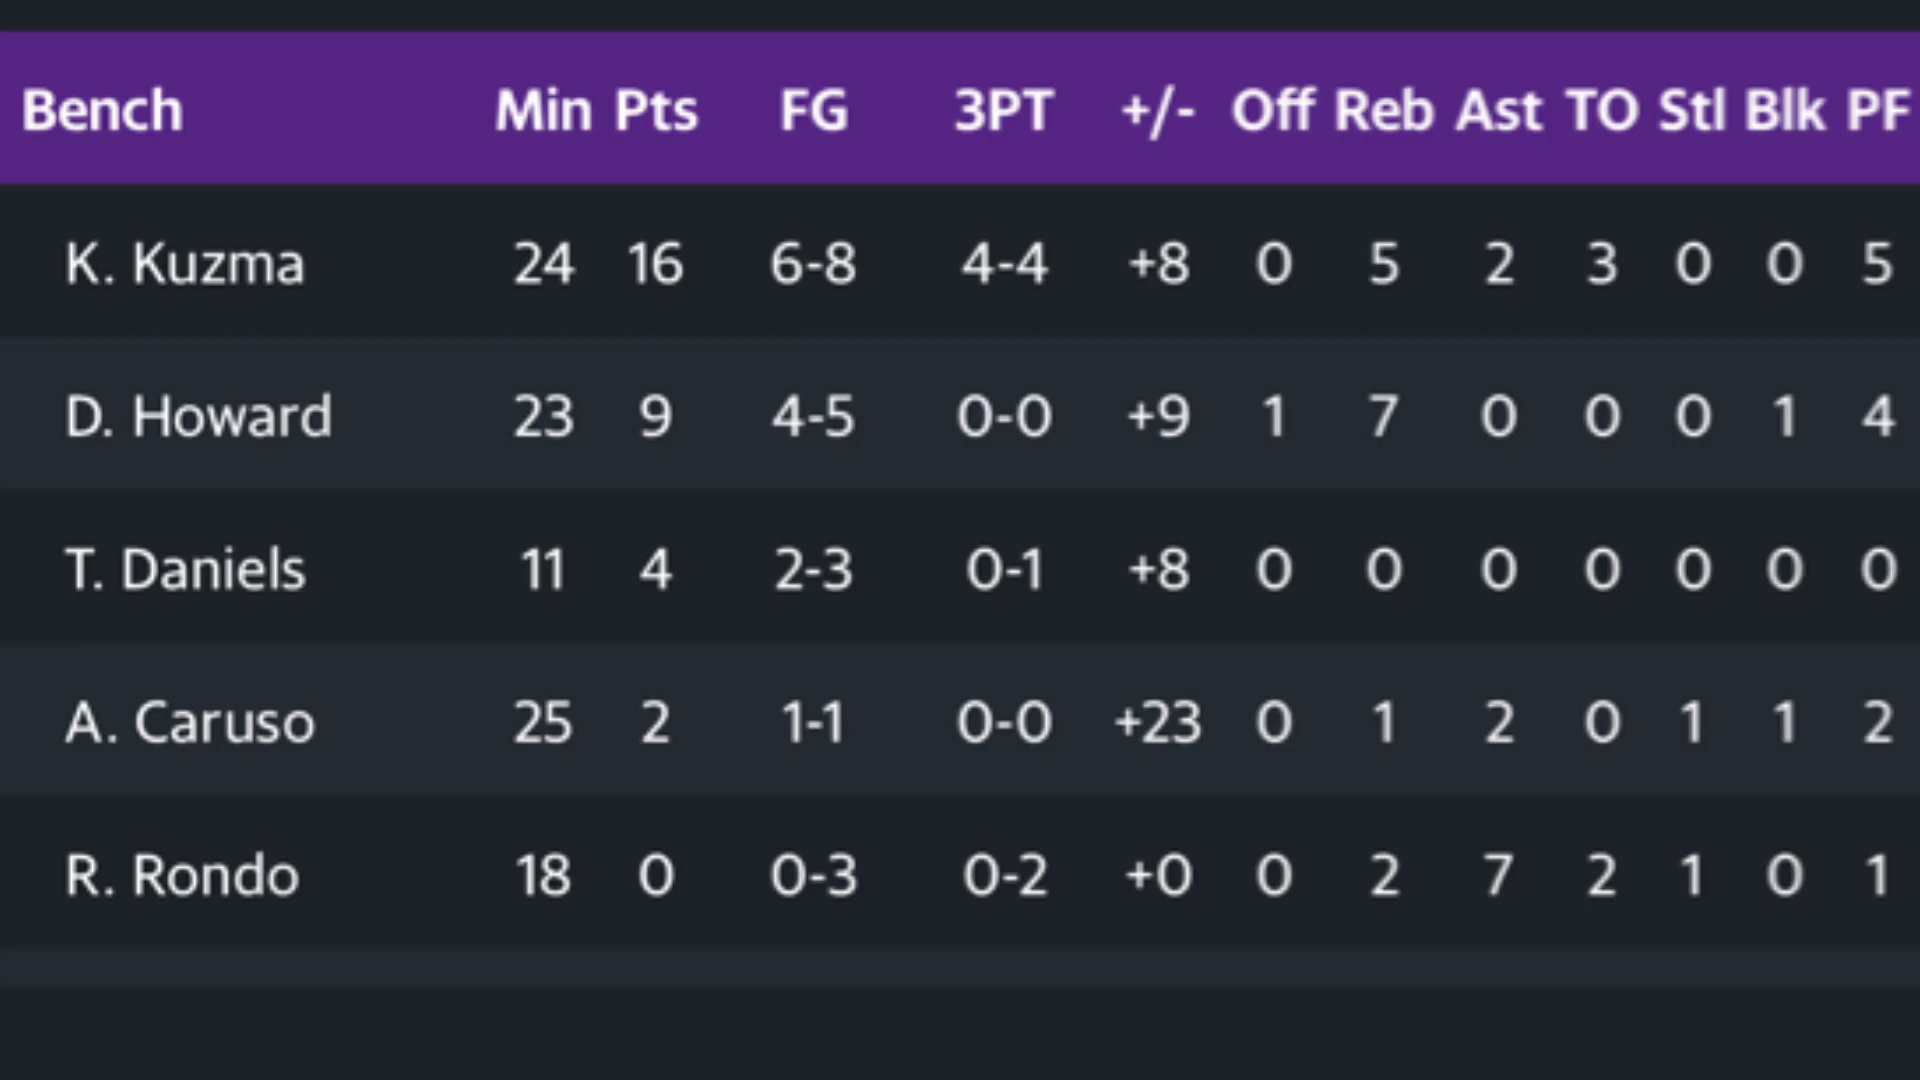 Bench Min Pts FG 3PT +/- Off Reb Ast TO Stl Blk PF
K. Kuzma 24 16 6-8 4-4 +8 0 5 2 3 0 0 5
D. Howard 23 9 4-5 0-0 +9 1 7 0 0 0 1 4
T. Daniels 11 4 2-3 0-1 +8 0 0 0 0 0 0 0
A. Caruso 25 2 1-1 0-0 +23 0 1 2 0 1 1 2
R. Rondo 18 0 0-3 0-2 +0 0 2 7 2 1 0 1